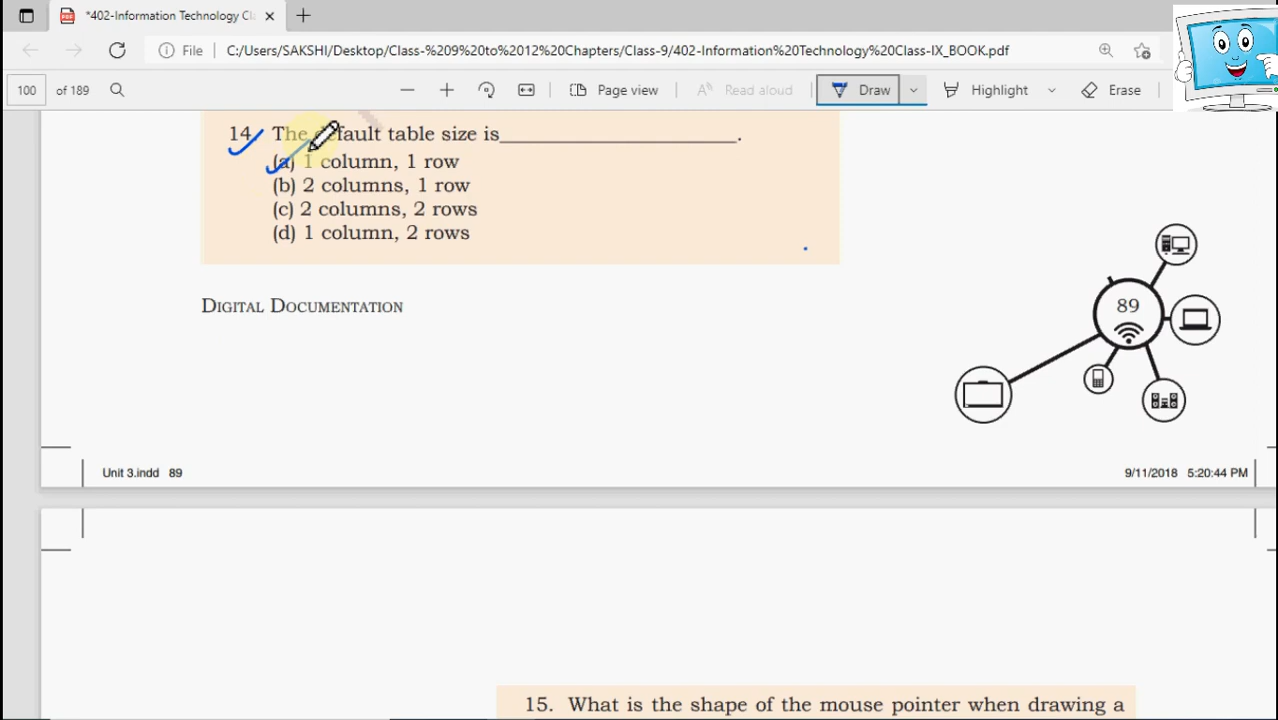 *402-Information Technology Cl
File
C:/Users/SAKSHI/Desktop/Class-%209%20to%2012%20Chapters/Class-9/402-Information%20Technology%20Class-IX_BOOK.pdf
100 of 189
Page view
Read aloud
Draw
Highlight
Erase
14. The default table size is_______________________.
(a) 1 column, 1 row
(b) 2 columns, 1 row
(c) 2 columns, 2 rows
(d) 1 column, 2 rows
DIGITAL DOCUMENTATION
89
Unit 3.indd 89
9/11/2018 5:20:44 PM
15. What is the shape of the mouse pointer when drawing a